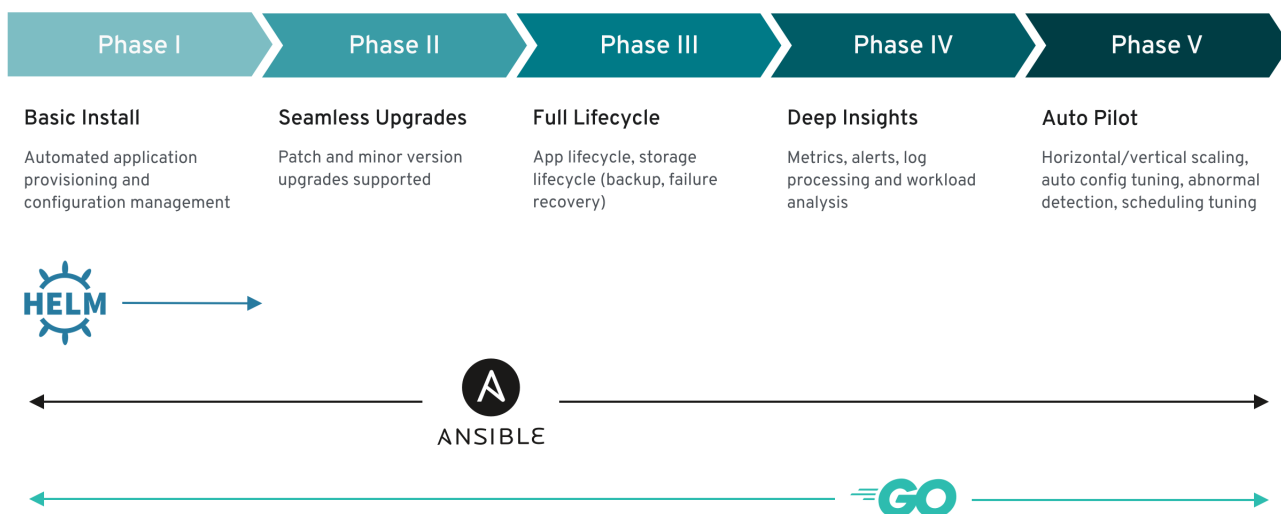 Phase I
Phase II
Phase III
Phase IV
Phase V
Basic Install
Automated application
provisioning and
configuration management
Seamless Upgrades
Patch and minor version
upgrades supported
Full Lifecycle
App lifecycle, storage
lifecycle (backup, failure
recovery)
Deep Insights
Metrics, alerts, log
processing and workload
analysis
Auto Pilot
Horizontal/vertical scaling,
auto config tuning, abnormal
detection, scheduling tuning
HELM
A
ANSIBLE
GO